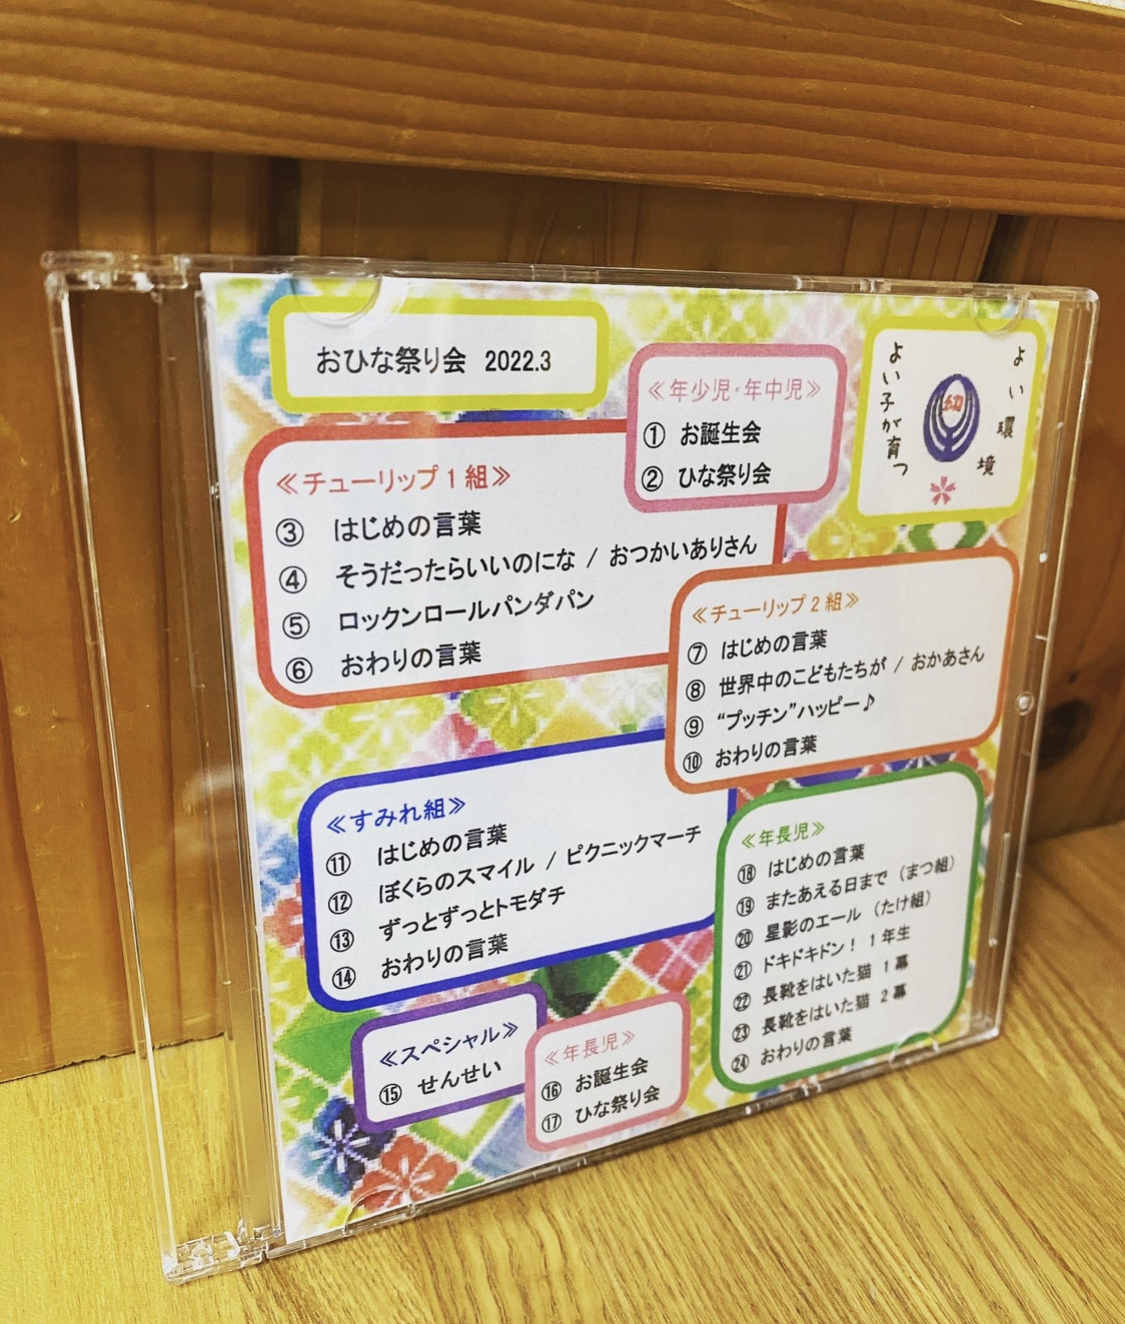 おひな祭り会 2022.3
≪年少児・年中児≫
① お誕生会
② ひな祭り会
よい環境
よい子が育つ
幼
≪チューリップ1組≫
③ はじめの言葉
④ そうだったらいいのにな / おつかいありさん
⑤ ロックンロールパンダパン
⑥ おわりの言葉
≪チューリップ2組≫
⑦ はじめの言葉
⑧ 世界中のこどもたちが / おかあさん
⑨ “プッチン”ハッピー♪
⑩ おわりの言葉
≪すみれ組≫
⑪ はじめの言葉
⑫ ぼくらのスマイル / ピクニックマーチ
⑬ ずっとずっとトモダチ
⑭ おわりの言葉
≪スペシャル≫
⑮ せんせい
≪年長児≫
⑯ お誕生会
⑰ ひな祭り会
≪年長児≫
⑱ はじめの言葉
⑲ またあえる日まで（まつ組）
⑳ 星影のエール（たけ組）
㉑ ドキドキドン！ 1年生
㉒ 長靴をはいた猫 1幕
㉓ 長靴をはいた猫 2幕
㉔ おわりの言葉